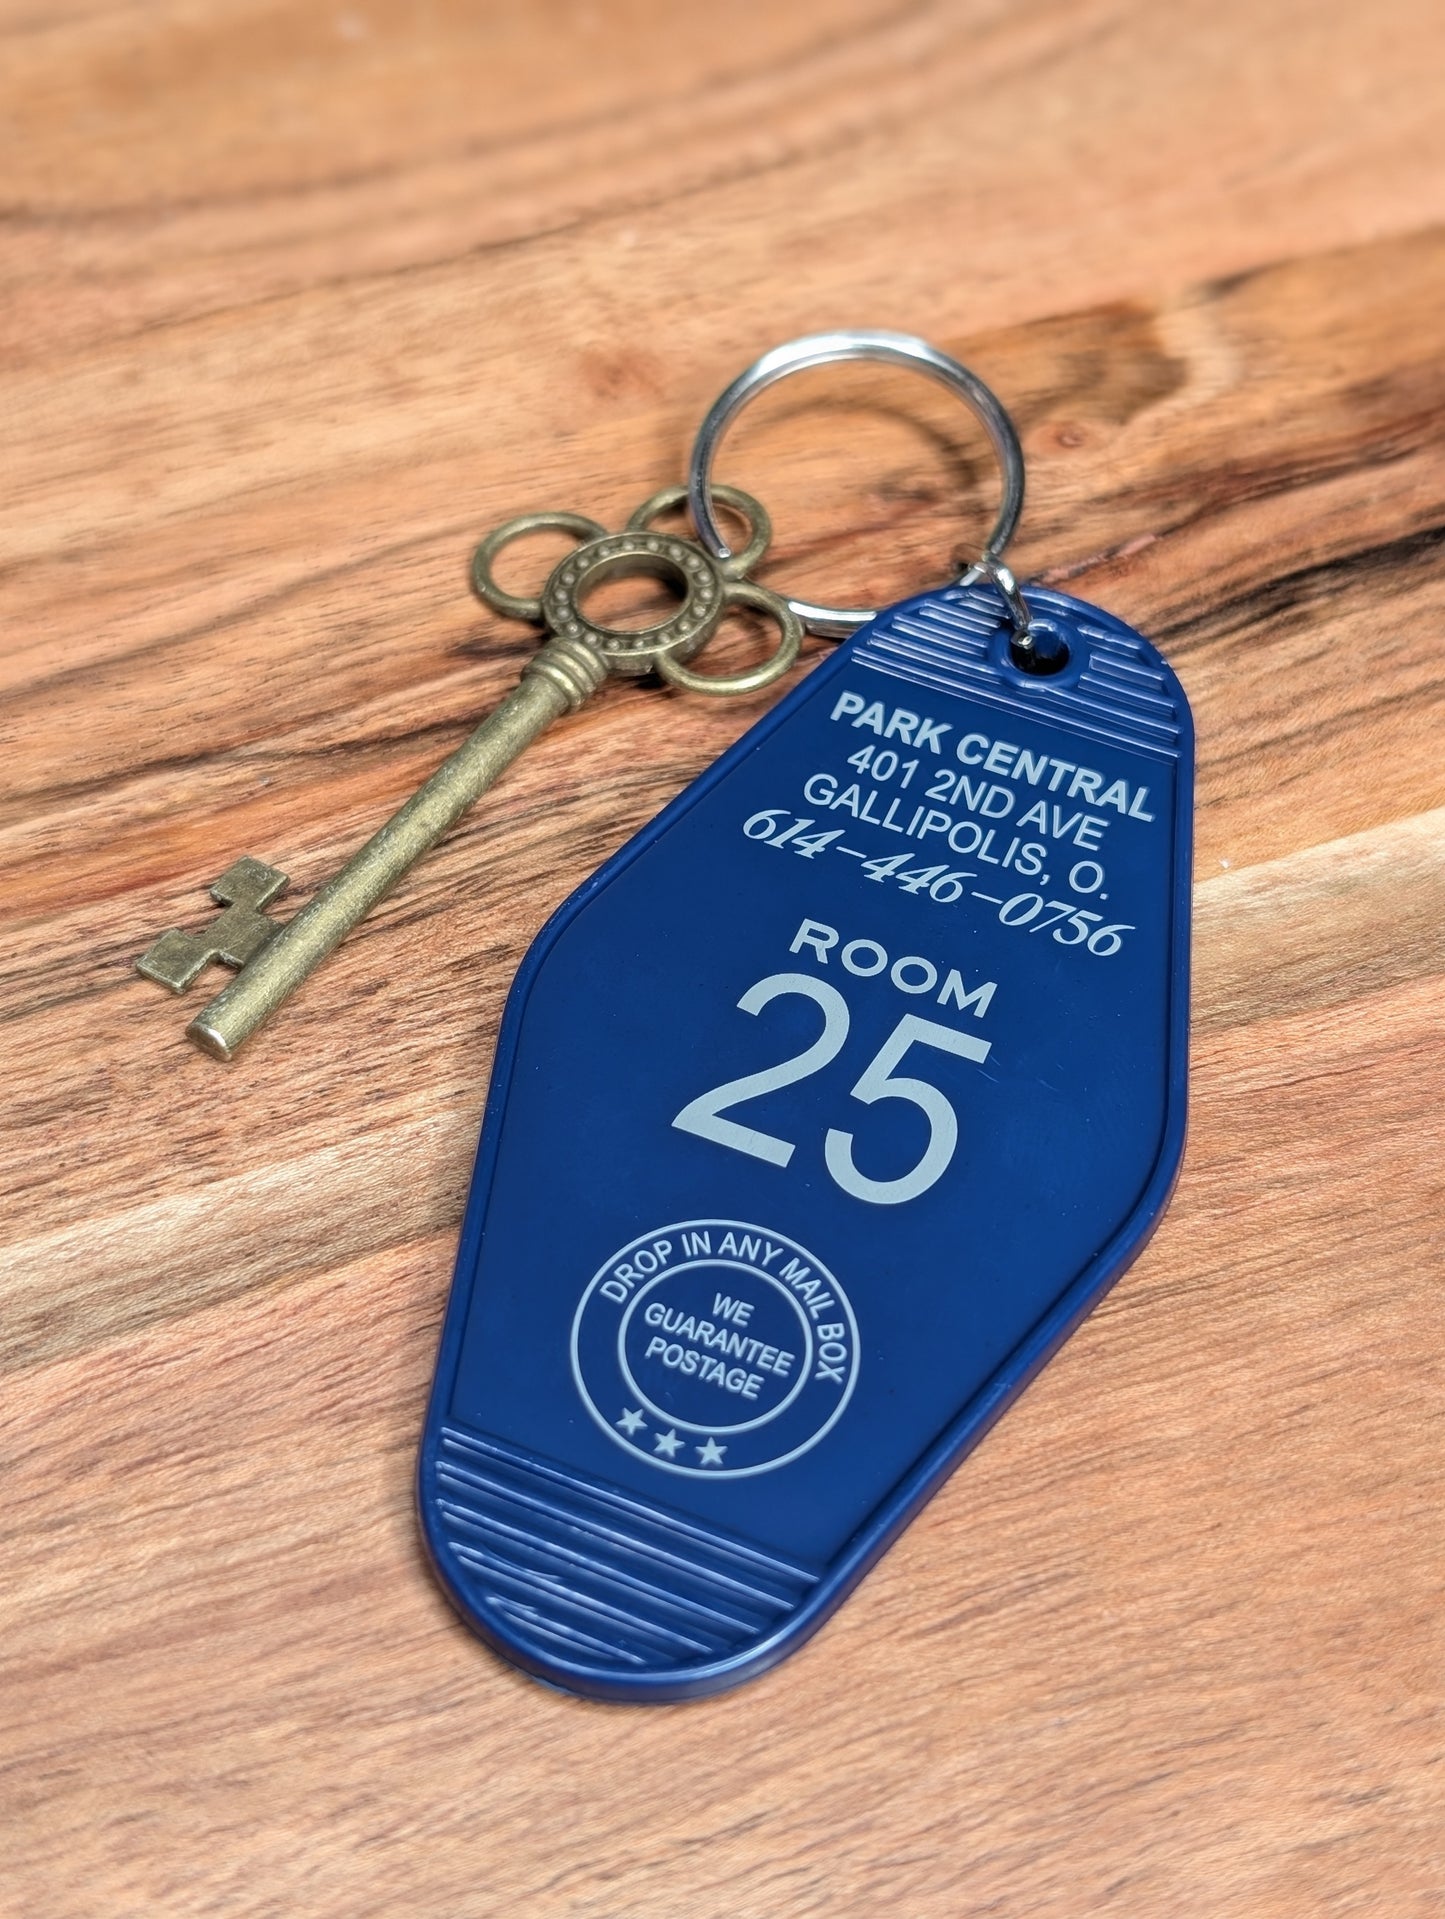 PARK CENTRAL
401 2ND AVE
GALLIPOLIS, O.
614-446-0756
ROOM
25
DROP IN ANY MAIL BOX
WE
GUARANTEE
POSTAGE